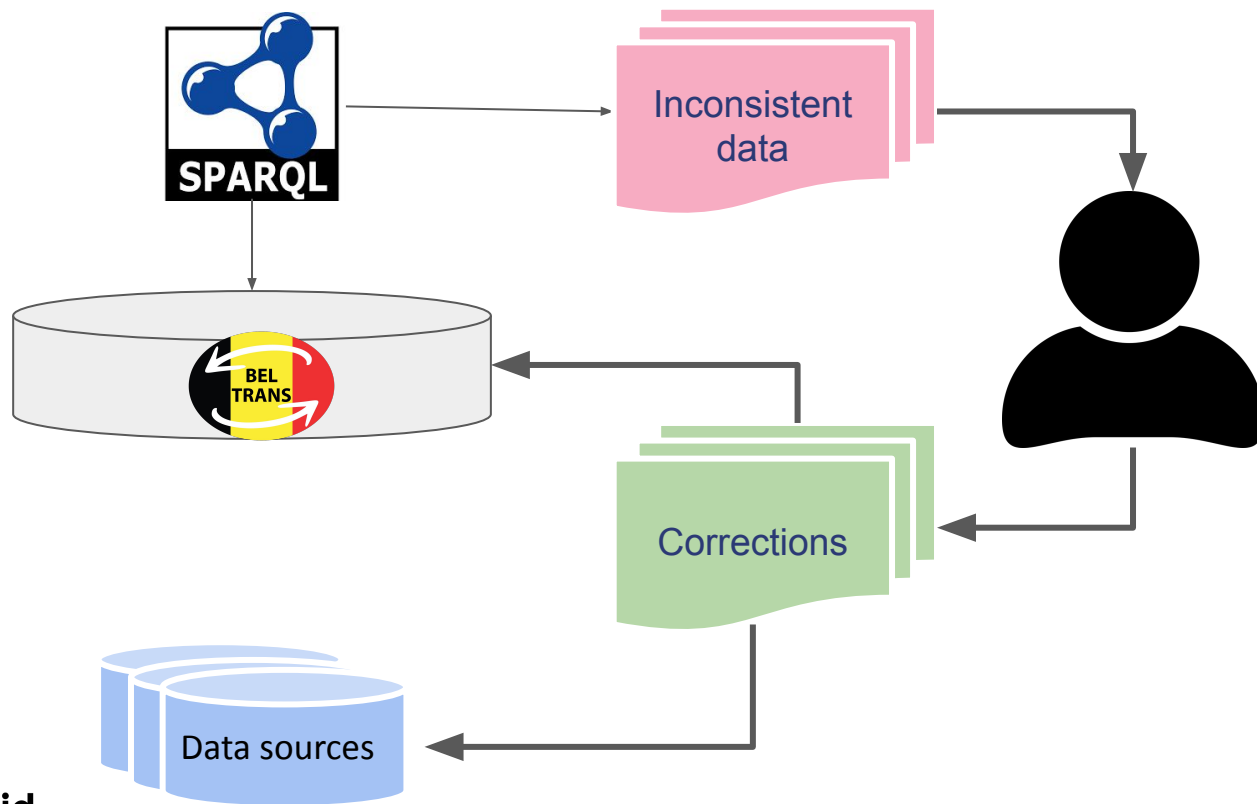 SPARQL
Inconsistent
data
BEL
TRANS
Corrections
Data sources